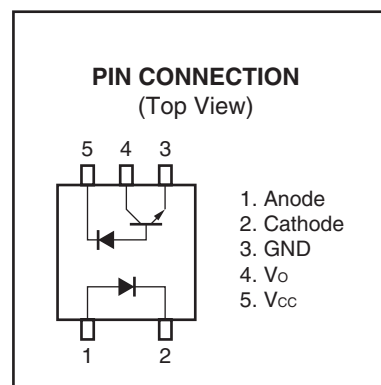 PIN CONNECTION
(Top View)
5 4 3
1. Anode
2. Cathode
3. GND
4. Vo
5. Vcc
1 2